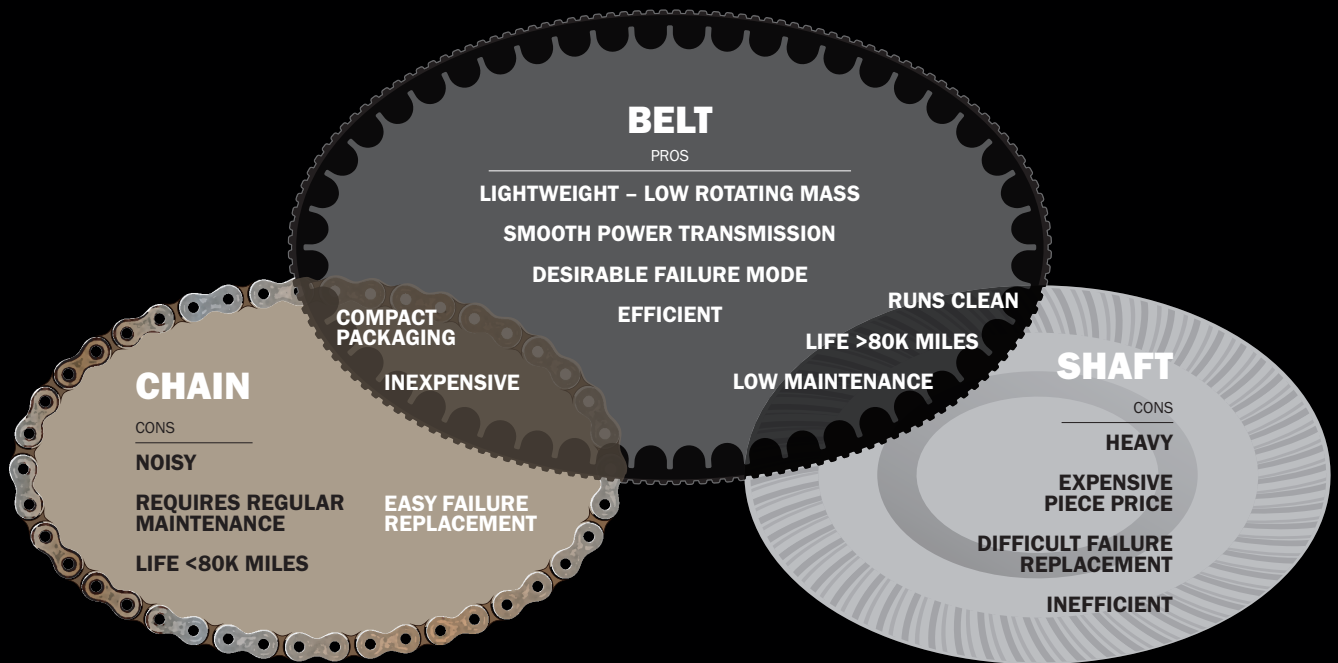 BELT
PROS
LIGHTWEIGHT – LOW ROTATING MASS
SMOOTH POWER TRANSMISSION
DESIRABLE FAILURE MODE
EFFICIENT
COMPACT
PACKAGING
INEXPENSIVE
RUNS CLEAN
LIFE >80K MILES
LOW MAINTENANCE
CHAIN
CONS
NOISY
REQUIRES REGULAR
MAINTENANCE
LIFE <80K MILES
EASY FAILURE
REPLACEMENT
SHAFT
CONS
HEAVY
EXPENSIVE
PIECE PRICE
DIFFICULT FAILURE
REPLACEMENT
INEFFICIENT